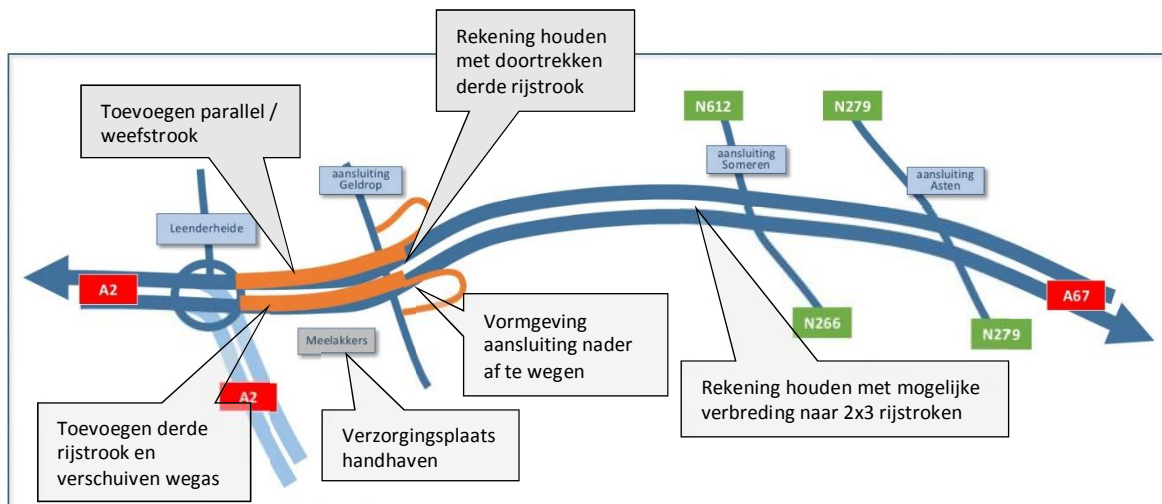 Rekening houden
met doortrekken
derde rijstrook
Toevoegen parallel /
weefstrook
N612
N279
aansluiting
Geldrop
aansluiting
Someren
aansluiting
Asten
Leenderheide
A2
A67
Meelakkers
Vormgeving
aansluiting nader
af te wegen
N266
N279
A2
Rekening houden met mogelijke
verbreding naar 2x3 rijstroken
Toevoegen derde
rijstrook en
verschuiven wegas
Verzorgingsplaats
handhaven